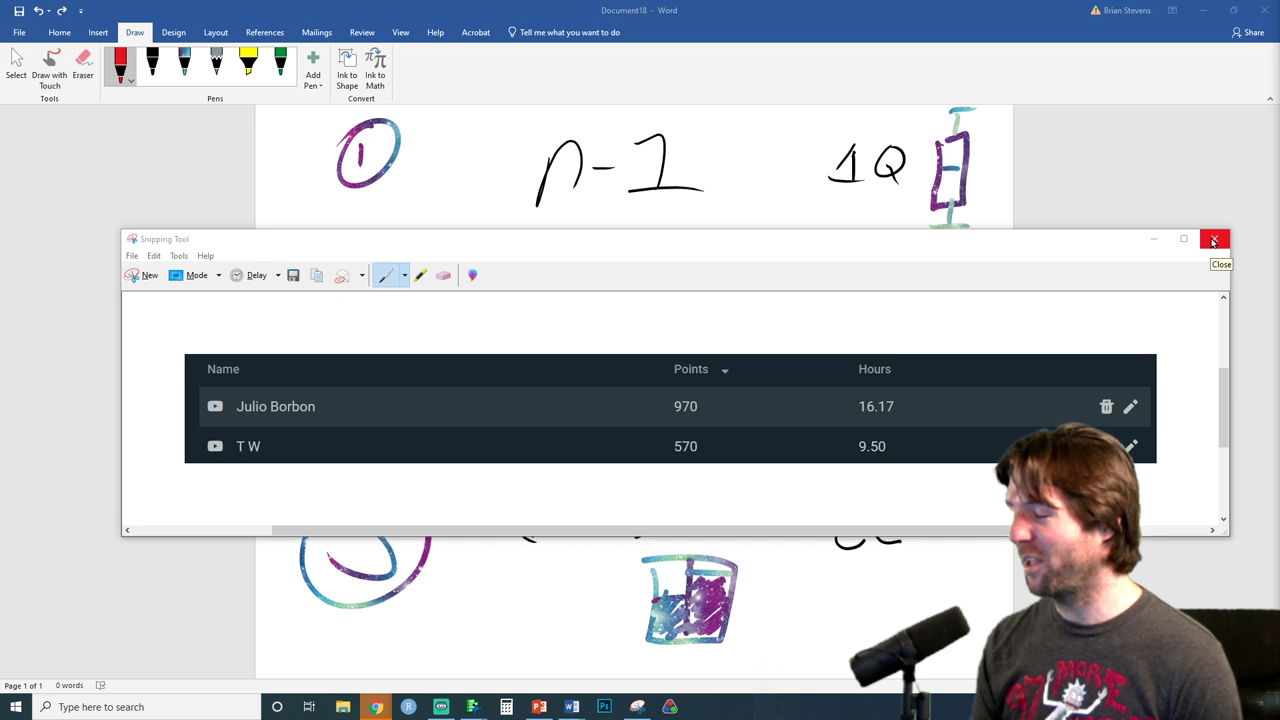 Document18 - Word
Brian Stevens
File Home Insert Draw Design Layout References Mailings Review View Help Acrobat Tell me what you want to do Share
Select Draw with Touch Eraser Add Pen Ink to Shape Ink to Math
Tools Pens Convert
1 n-1 1Q
Snipping Tool
File Edit Tools Help
Close
New Mode Delay
Name Points Hours
Julio Borbon 970 16.17
T W 570 9.50
MORE
Page 1 of 1 0 words
Type here to search